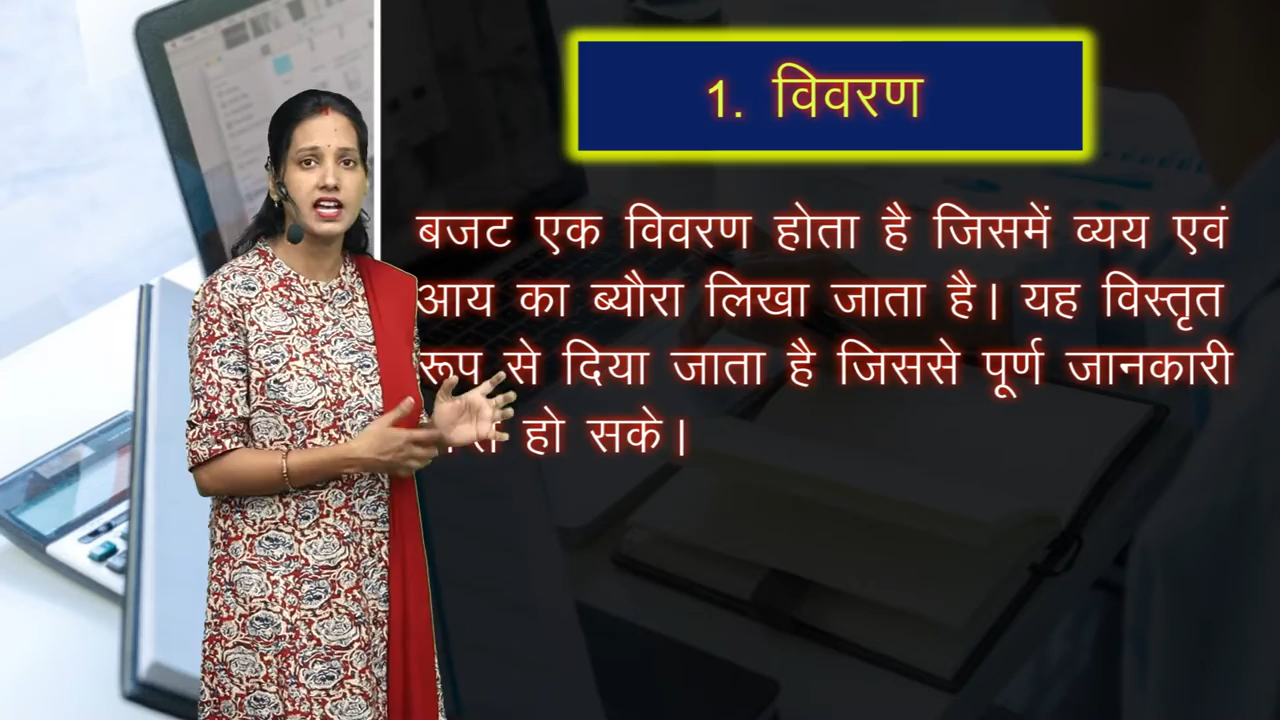 1. विवरण
बजट एक विवरण होता है जिसमें व्यय एवं
आय का ब्यौरा लिखा जाता है। यह विस्तृत
रूप से दिया जाता है जिससे पूर्ण जानकारी
हो सके।